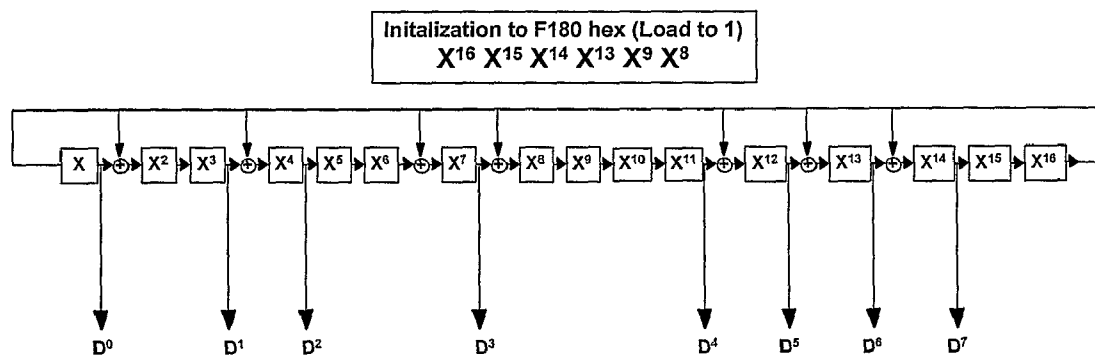 Initalization to F180 hex (Load to 1)
X¹⁶ X¹⁵ X¹⁴ X¹³ X⁹ X⁸
X X² X³ X⁴ X⁵ X⁶ X⁷ X⁸ X⁹ X¹⁰ X¹¹ X¹² X¹³ X¹⁴ X¹⁵ X¹⁶
D⁰ D¹ D² D³ D⁴ D⁵ D⁶ D⁷